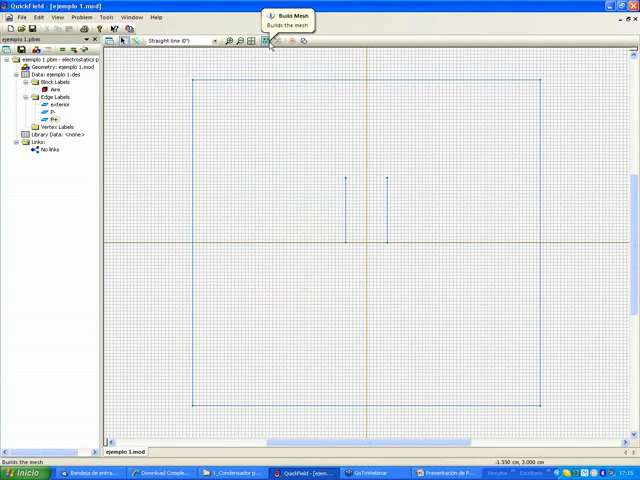 QuickField - [ejemplo 1.mod]
File Edit View Problem Tools Window Help
Build Mesh
Builds the mesh
Straight line (0°)
ejemplo 1.pbm
ejemplo 1.pbm - electrostatics p
Geometry: ejemplo 1.mod
Data: ejemplo 1.des
Block Labels
Aire
Edge Labels
exterior
P-
P+
Vertex Labels
Library Data: <none>
Links:
No links
ejemplo 1.mod
Builds the mesh
-1.550 cm, 3.000 cm
Inicio
Bandeja de entra...
Download Comple...
1_Condensador p...
QuickField - [ejem...
GoToWebinar
Presentación de P...
Vínculos
Escritorio
17:15